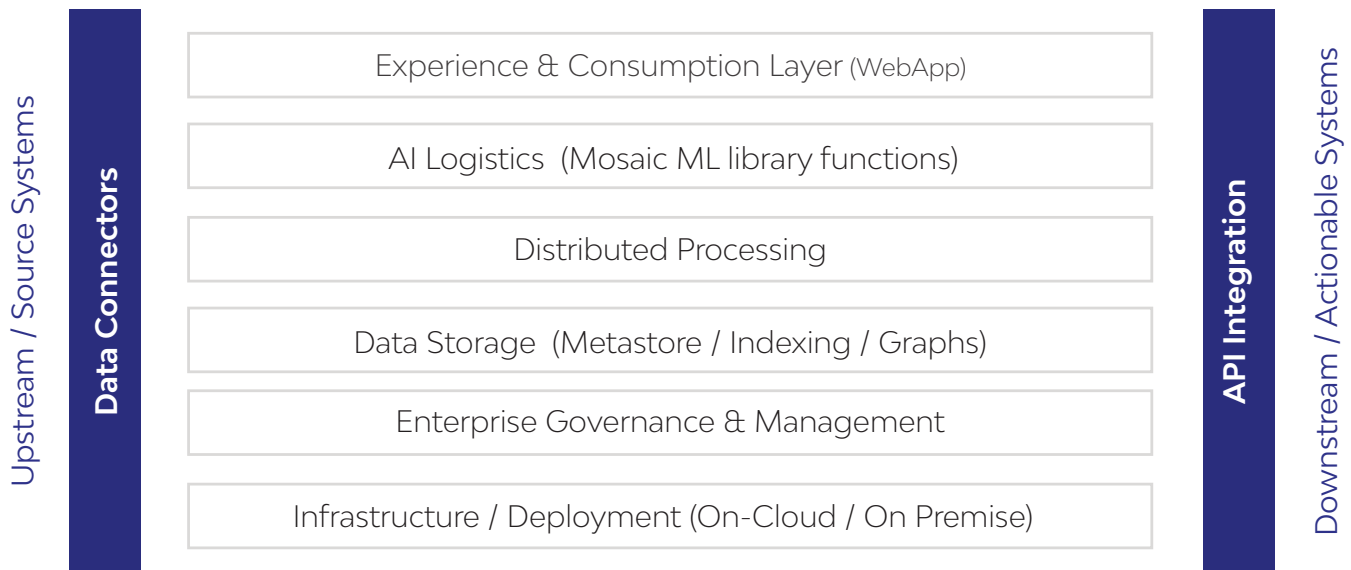 Upstream / Source Systems
Data Connectors
Experience & Consumption Layer (WebApp)
AI Logistics (Mosaic ML library functions)
Distributed Processing
Data Storage (Metastore / Indexing / Graphs)
Enterprise Governance & Management
Infrastructure / Deployment (On-Cloud / On Premise)
API Integration
Downstream / Actionable Systems